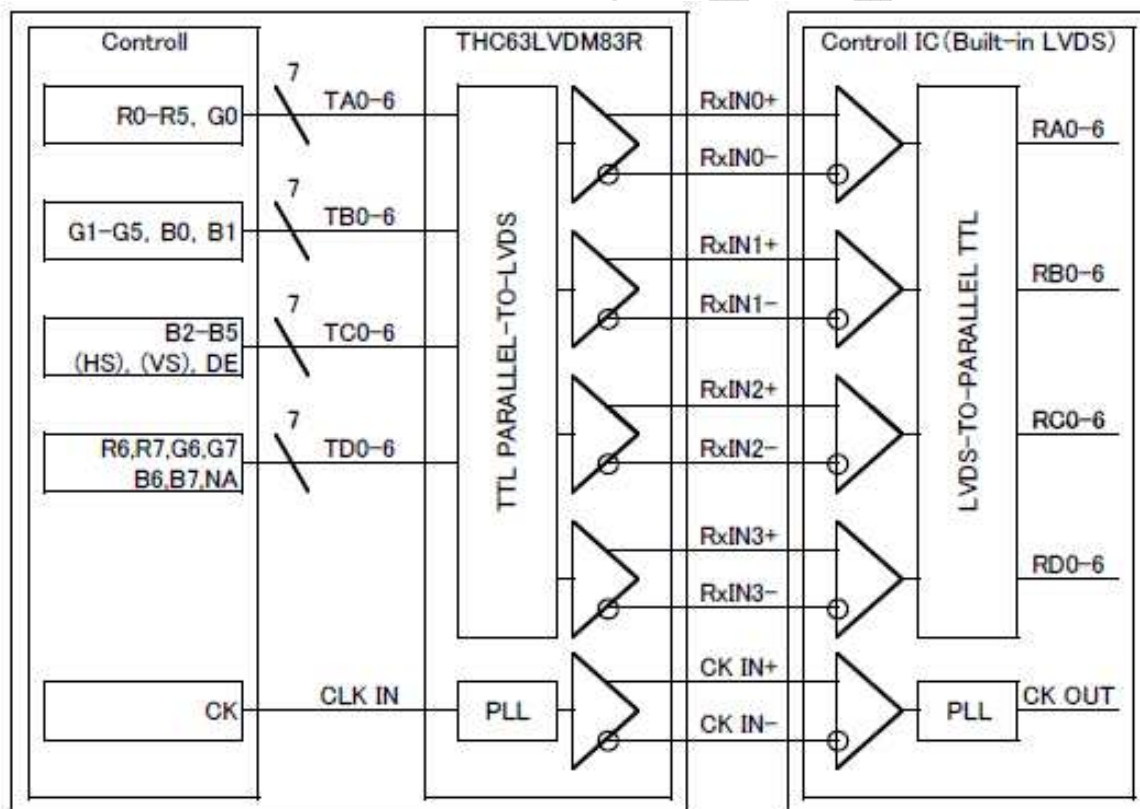 Controll
THC63LVDM83R
Controll IC(Built-in LVDS)
R0-R5, G0
7
TA0-6
RxIN0+
RxIN0-
RA0-6
G1-G5, B0, B1
7
TB0-6
RxIN1+
RxIN1-
RB0-6
B2-B5
(HS), (VS), DE
7
TC0-6
RxIN2+
RxIN2-
RC0-6
R6,R7,G6,G7
B6,B7,NA
7
TD0-6
RxIN3+
RxIN3-
RD0-6
TTL PARALLEL-TO-LVDS
LVDS-TO-PARALLEL TTL
CK
CLK IN
PLL
CK IN+
CK IN-
PLL
CK OUT